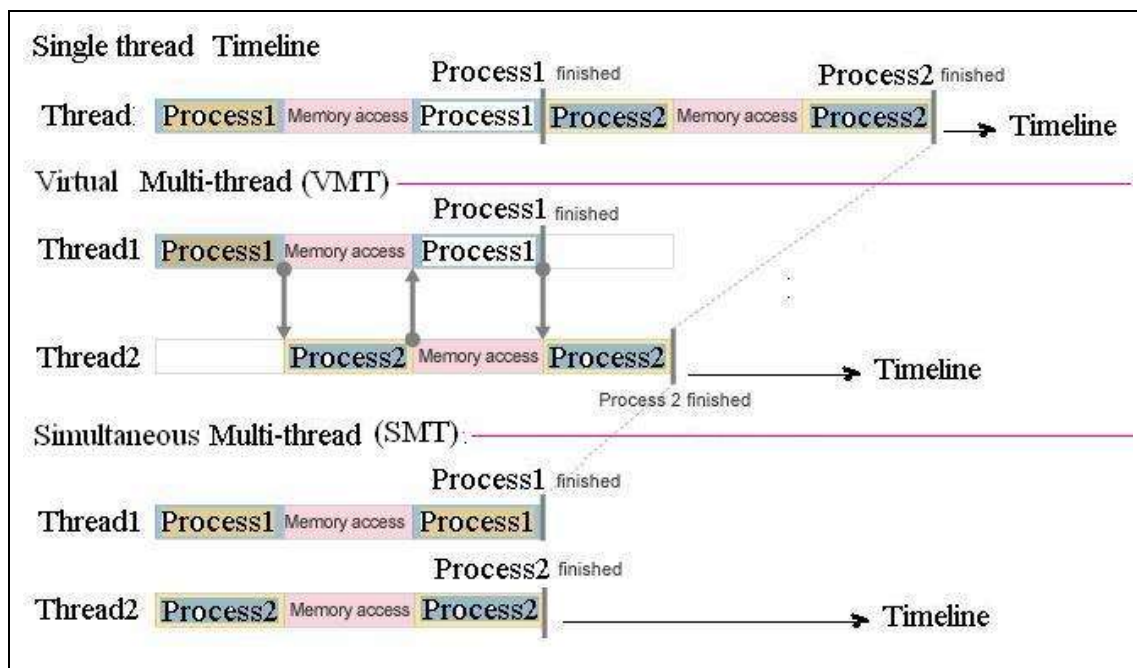 Single thread Timeline
Process1 finished
Process2 finished
Thread: Process1 Memory access Process1 Process2 Memory access Process2
Timeline
Virtual Multi-thread (VMT)
Process1 finished
Thread1 Process1 Memory access Process1
Thread2 Process2 Memory access Process2
Timeline
Process 2 finished
Simultaneous Multi-thread (SMT) :
Process1 finished
Thread1 Process1 Memory access Process1
Process2 finished
Thread2 Process2 Memory access Process2
Timeline